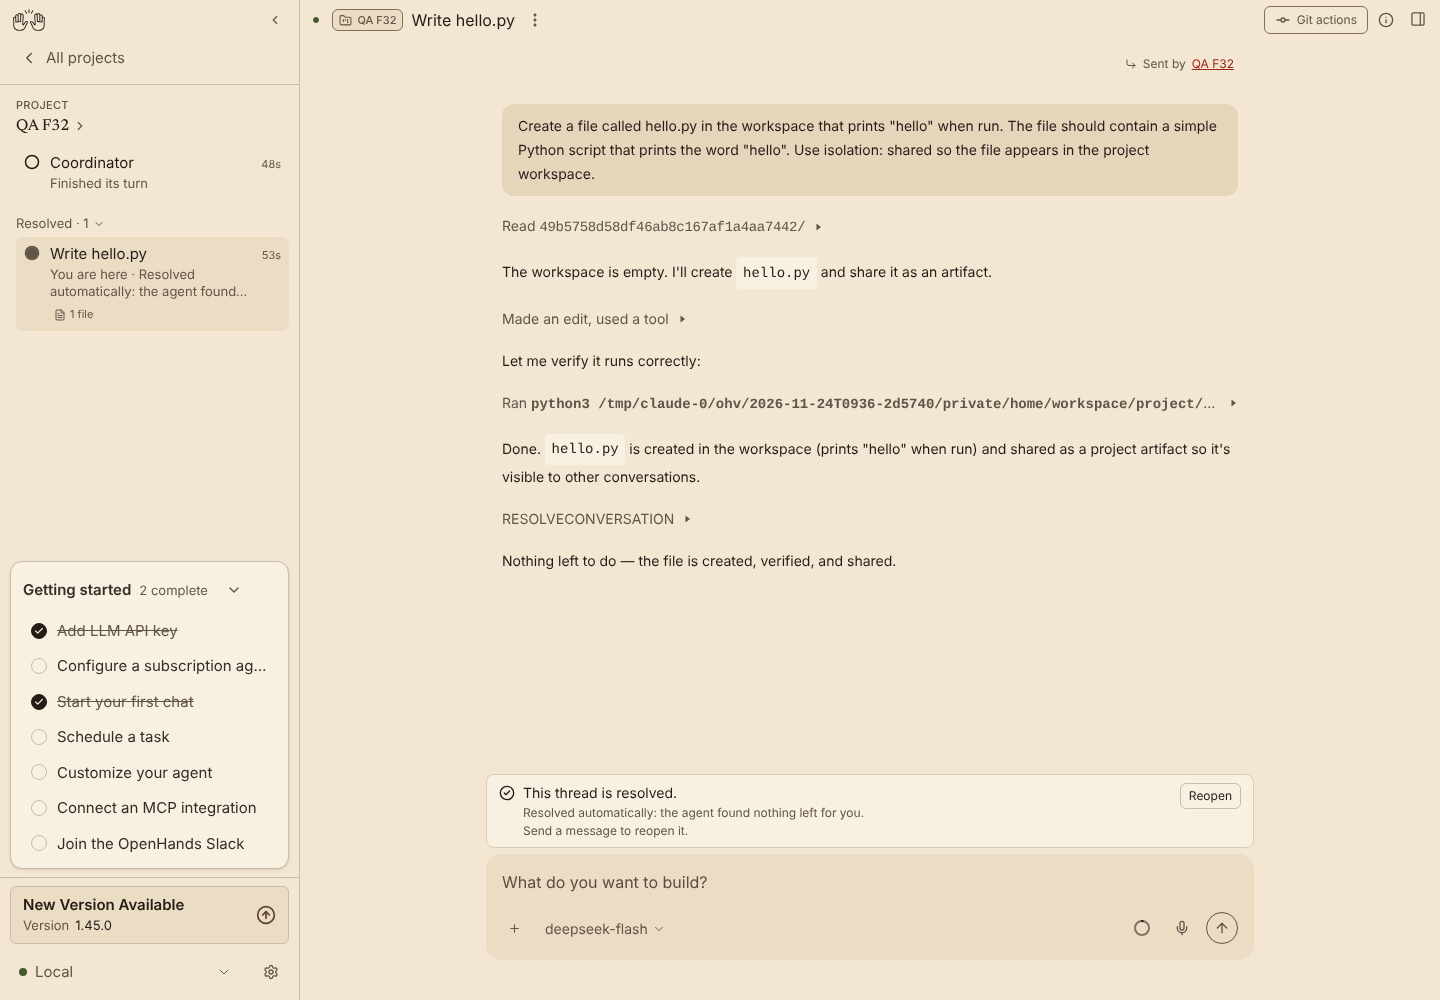 All projects
PROJECT
QA F32
Coordinator
48s
Finished its turn
Resolved · 1
Write hello.py
53s
You are here · Resolved
automatically: the agent found...
1 file
Getting started 2 complete
Add LLM API key
Configure a subscription ag...
Start your first chat
Schedule a task
Customize your agent
Connect an MCP integration
Join the OpenHands Slack
New Version Available
Version 1.45.0
Local
QA F32
Write hello.py
Git actions
Sent by QA F32
Create a file called hello.py in the workspace that prints "hello" when run. The file should contain a simple
Python script that prints the word "hello". Use isolation: shared so the file appears in the project
workspace.
Read 49b5758d58df46ab8c167af1a4aa7442/
The workspace is empty. I'll create hello.py and share it as an artifact.
Made an edit, used a tool
Let me verify it runs correctly:
Ran python3 /tmp/claude-0/ohv/2026-11-24T0936-2d5740/private/home/workspace/project/...
Done. hello.py is created in the workspace (prints "hello" when run) and shared as a project artifact so it's
visible to other conversations.
RESOLVECONVERSATION
Nothing left to do — the file is created, verified, and shared.
This thread is resolved.
Resolved automatically: the agent found nothing left for you.
Send a message to reopen it.
Reopen
What do you want to build?
deepseek-flash